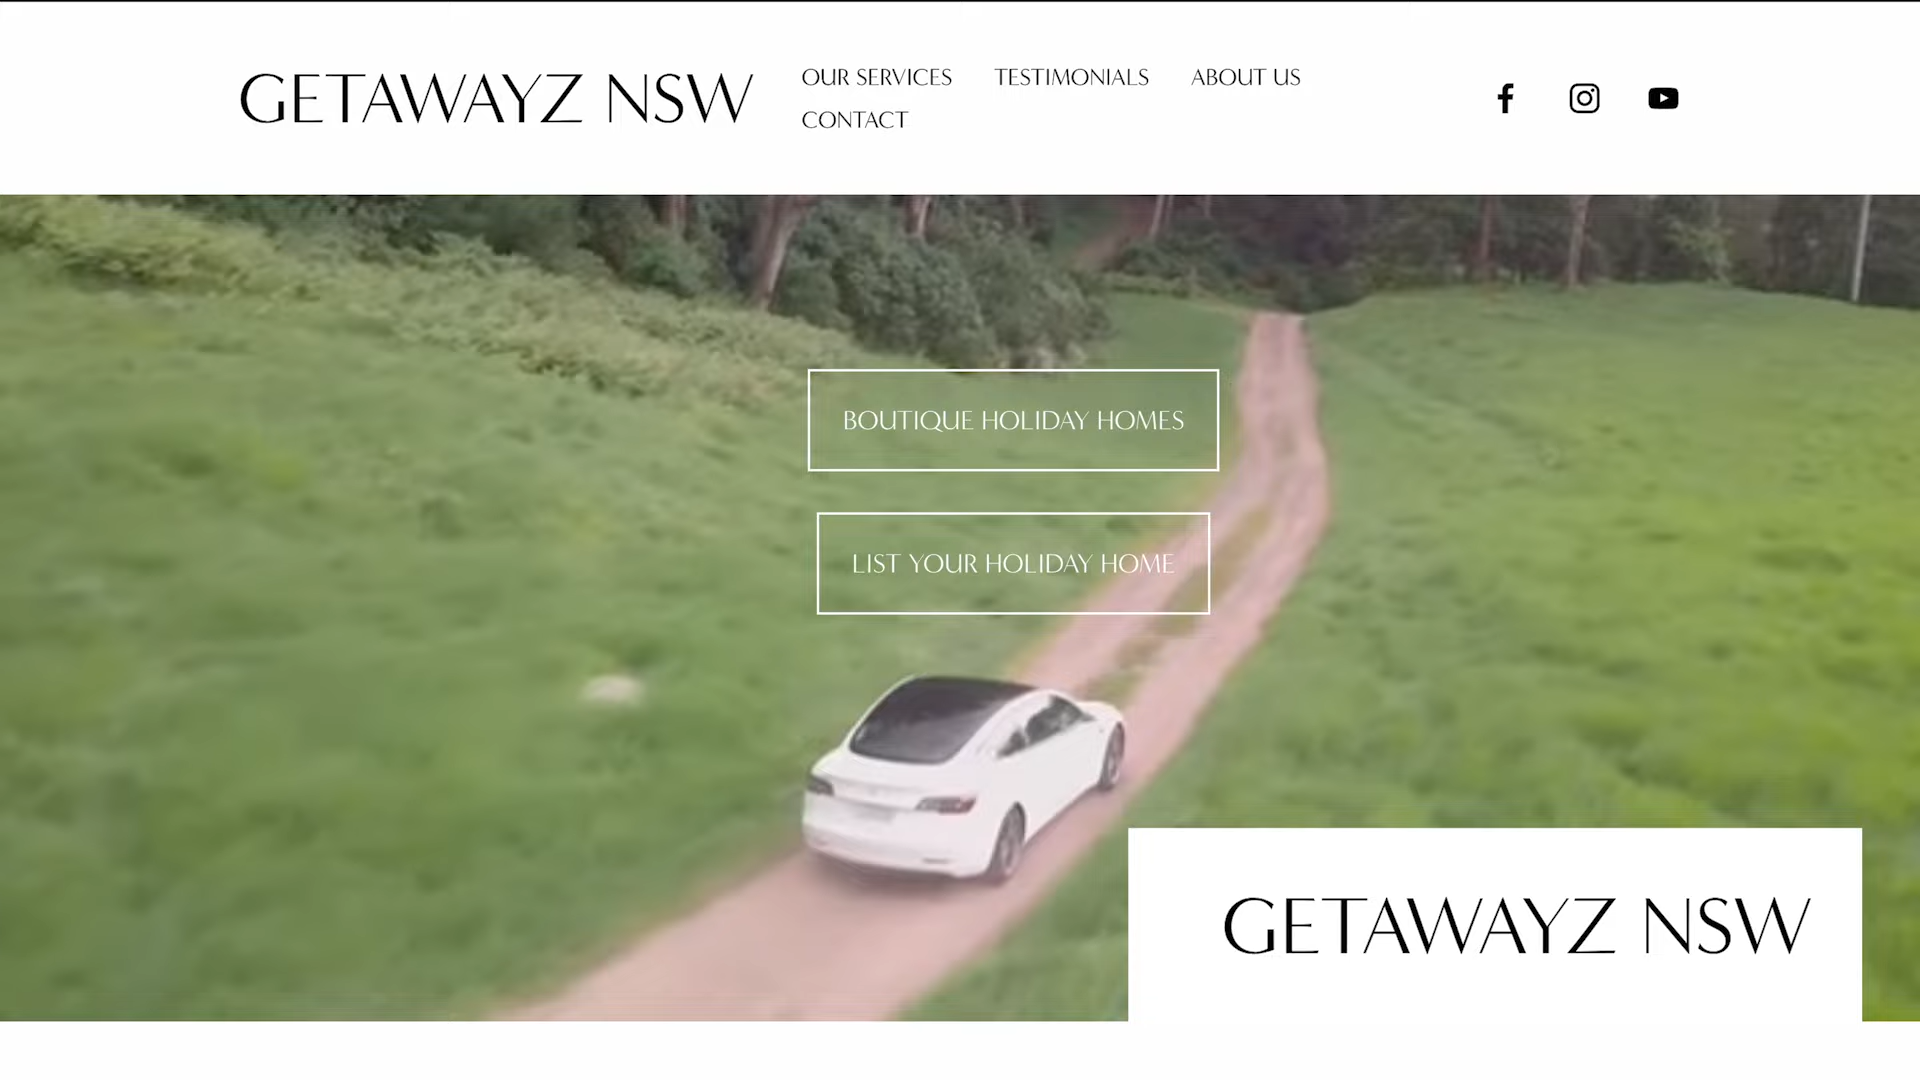 GETAWAYZ NSW
OUR SERVICES TESTIMONIALS ABOUT US
CONTACT
BOUTIQUE HOLIDAY HOMES
LIST YOUR HOLIDAY HOME
GETAWAYZ NSW